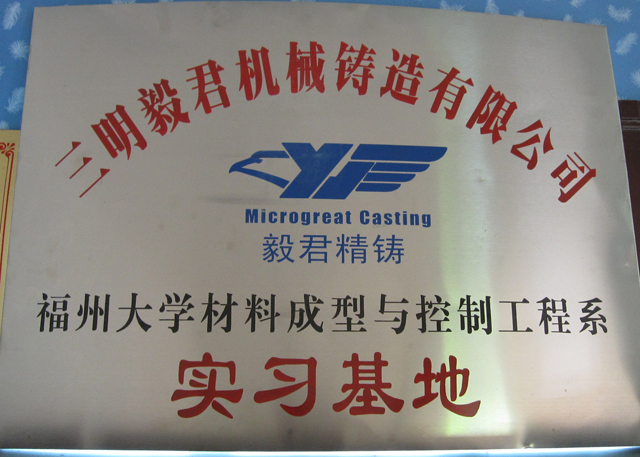 三明毅君机械铸造有限公司
YJ
Microgreat Casting
毅君精铸
福州大学材料成型与控制工程系
实习基地